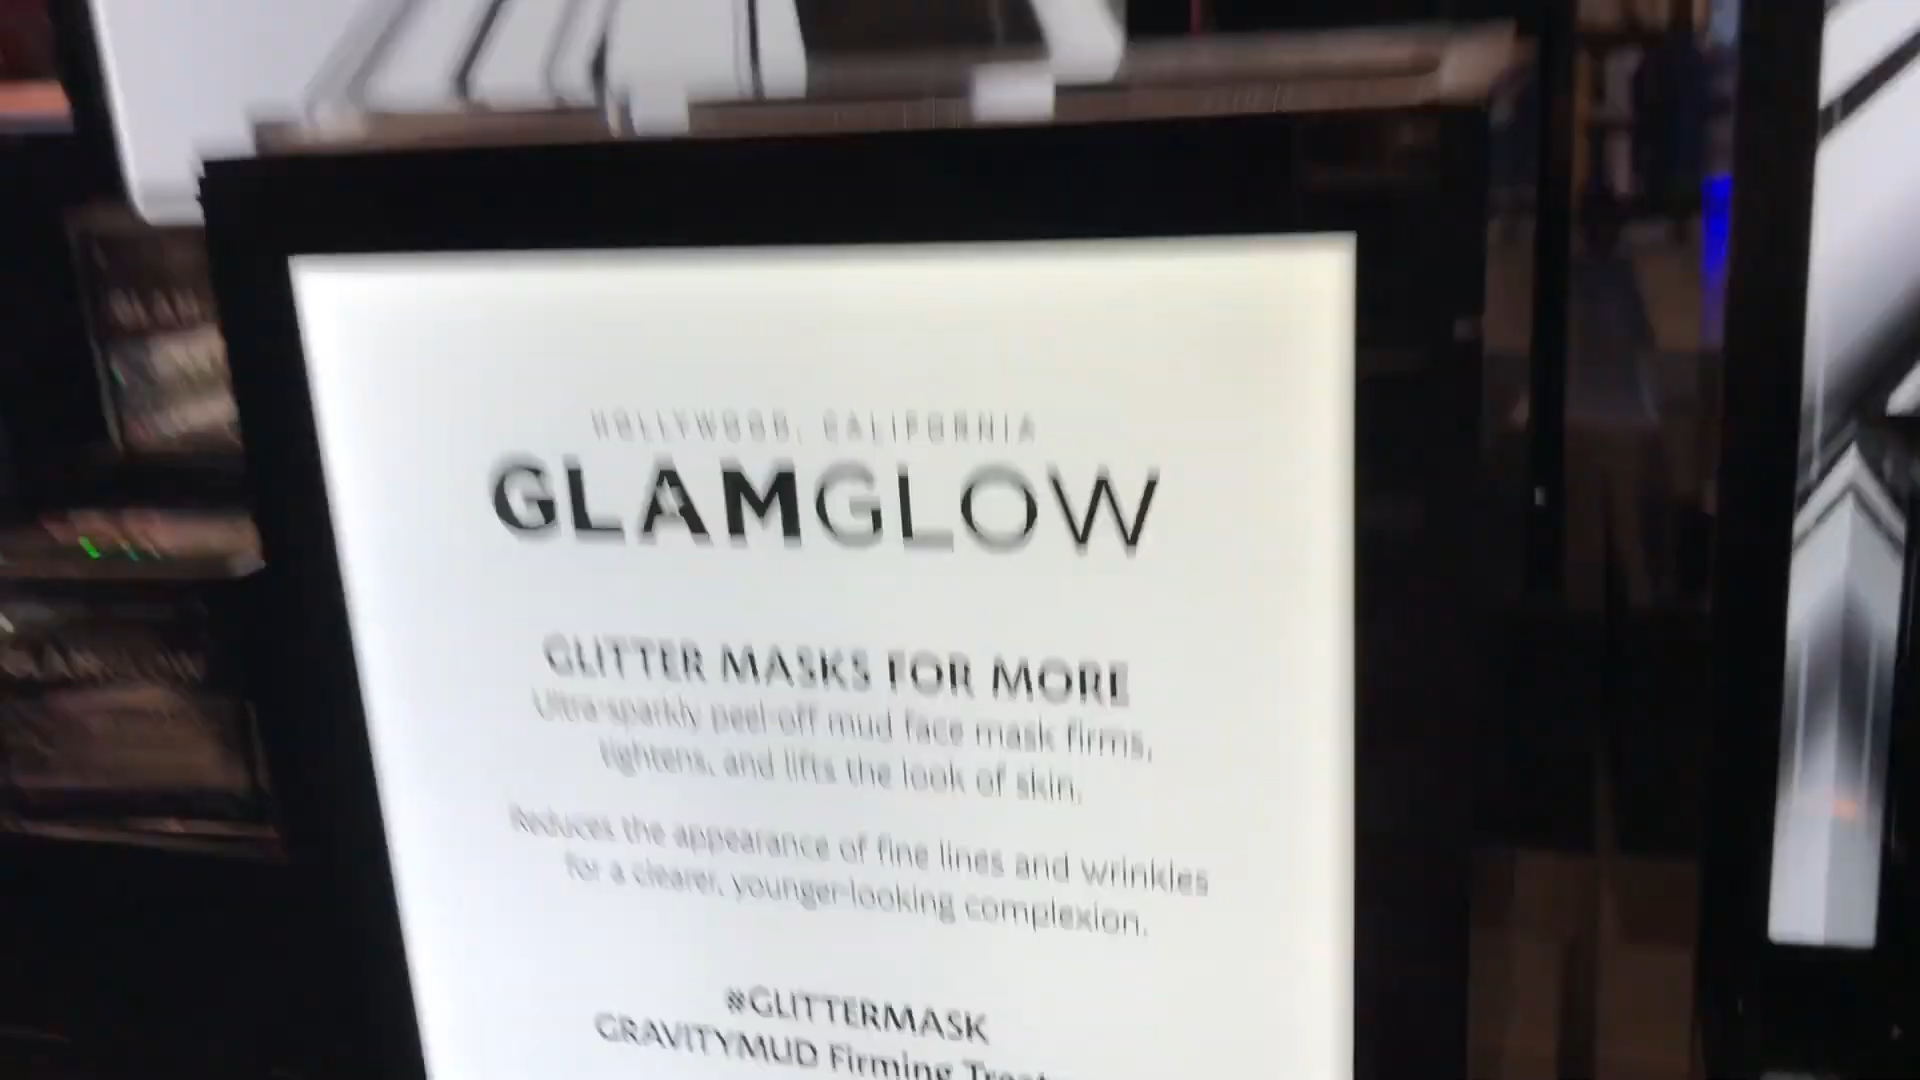 HOLLYWOOD, CALIFORNIA
GLAMGLOW
GLITTER MASKS FOR MORE
Ultra-sparkly peel-off mud face mask firms,
tightens, and lifts the look of skin.
Reduces the appearance of fine lines and wrinkles
for a clearer, younger-looking complexion.
#GLITTERMASK
GRAVITYMUD Firming
GLAMGLOW